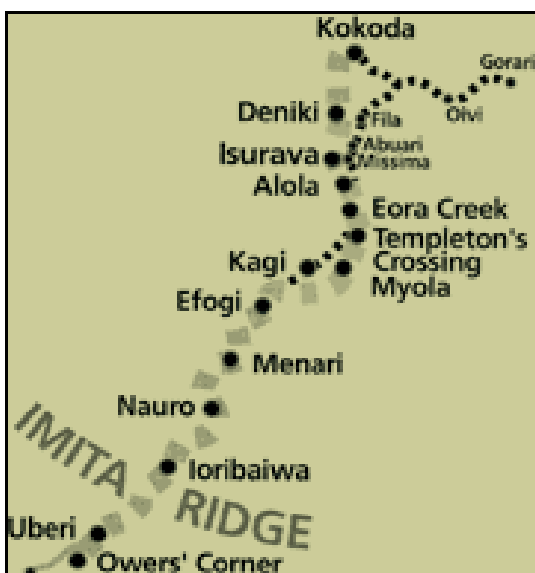 Kokoda
Gorari
Deniki
Fila
Oivi
Abuari
Isurava
Missima
Alola
Eora Creek
Templeton's
Crossing
Kagi
Myola
Efogi
Menari
Nauro
IMITA
RIDGE
Ioribaiwa
Uberi
Owers' Corner